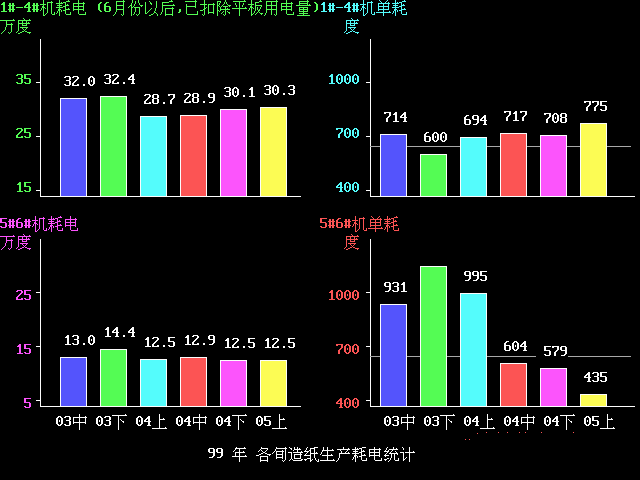 1#-4#机耗电 (6月份以后,已扣除平板用电量)
万度
35
25
15
32.0 32.4 28.7 28.9 30.1 30.3
1#-4#机单耗
度
1000
700
400
714 600 694 717 708 775
5#6#机耗电
万度
25
15
5
13.0 14.4 12.5 12.9 12.5 12.5
03中 03下 04上 04中 04下 05上
5#6#机单耗
度
1000
700
400
931 995 604 579 435
03中 03下 04上 04中 04下 05上
99 年 各旬造纸生产耗电统计